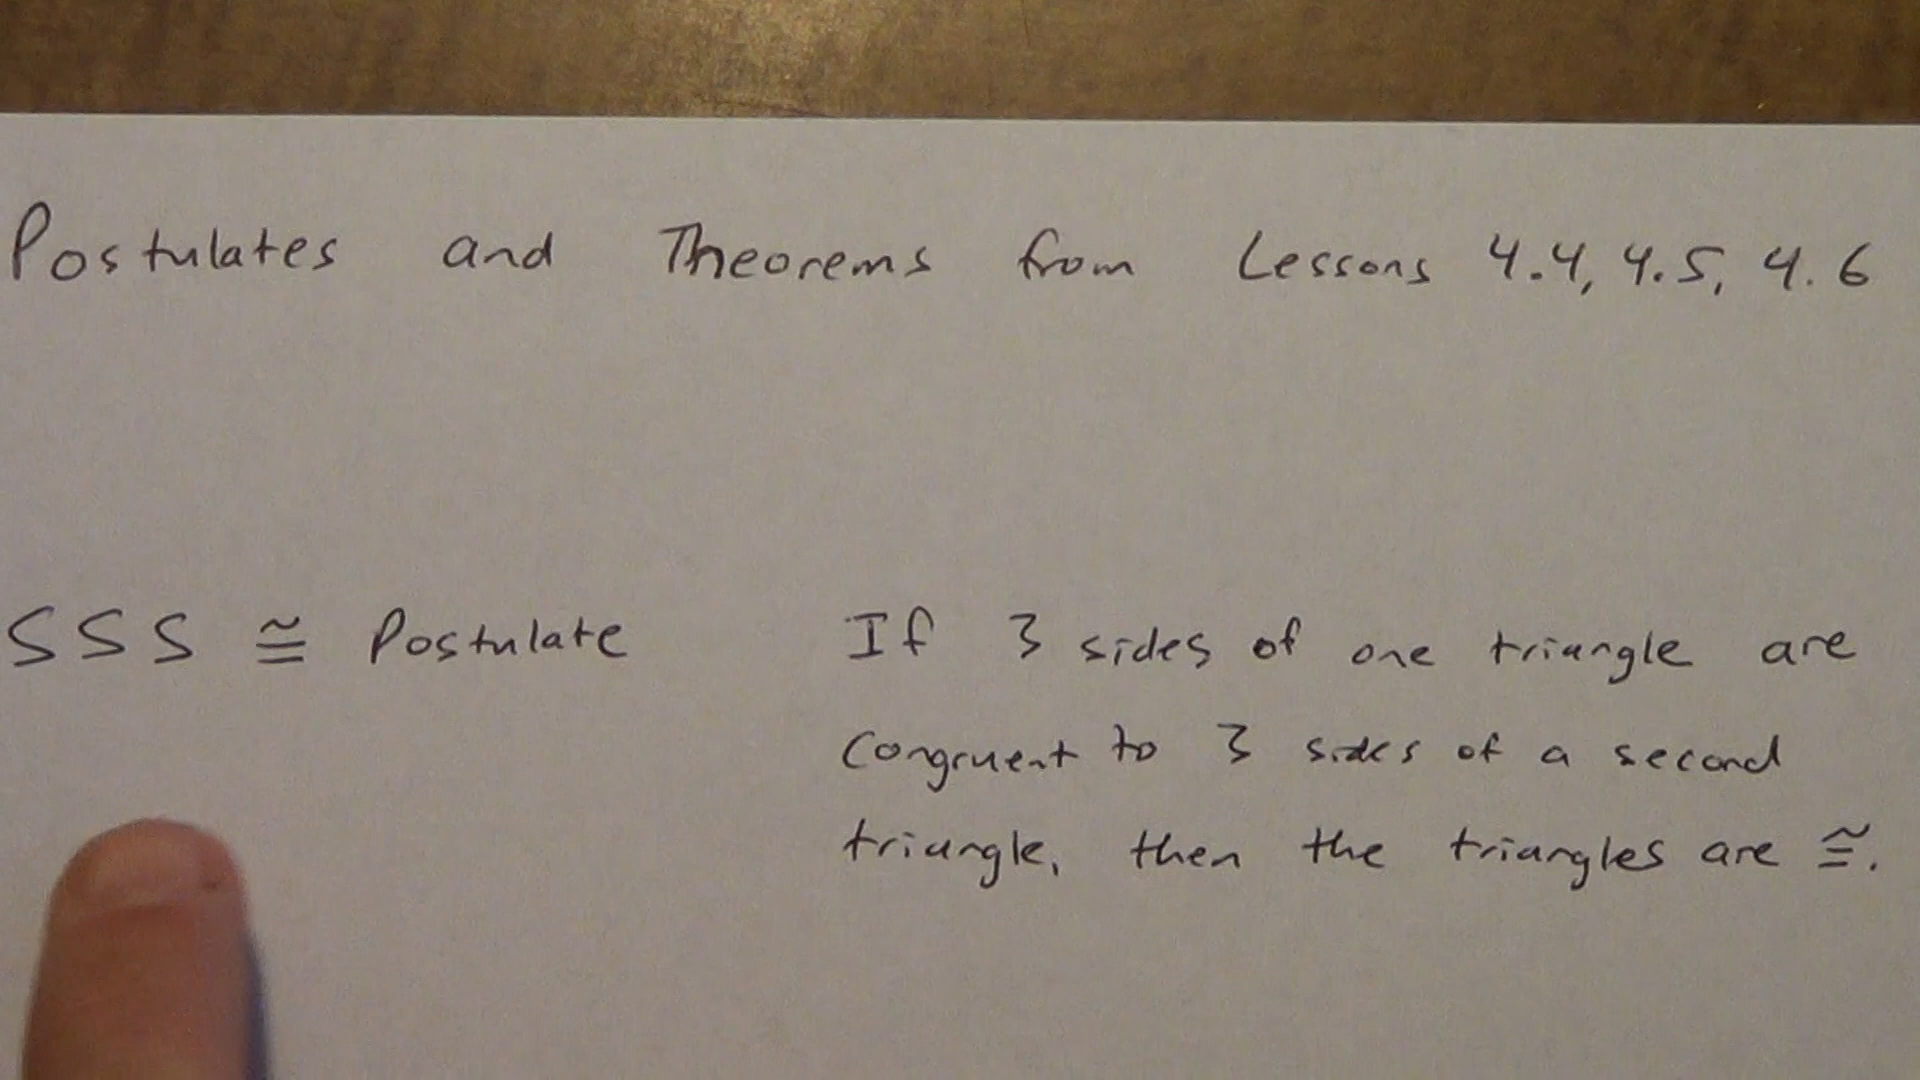 Postulates and Theorems from Lessons 4.4, 4.5, 4.6
SSS ≅ Postulate If 3 sides of one triangle are
congruent to 3 sides of a second
triangle, then the triangles are ≅.